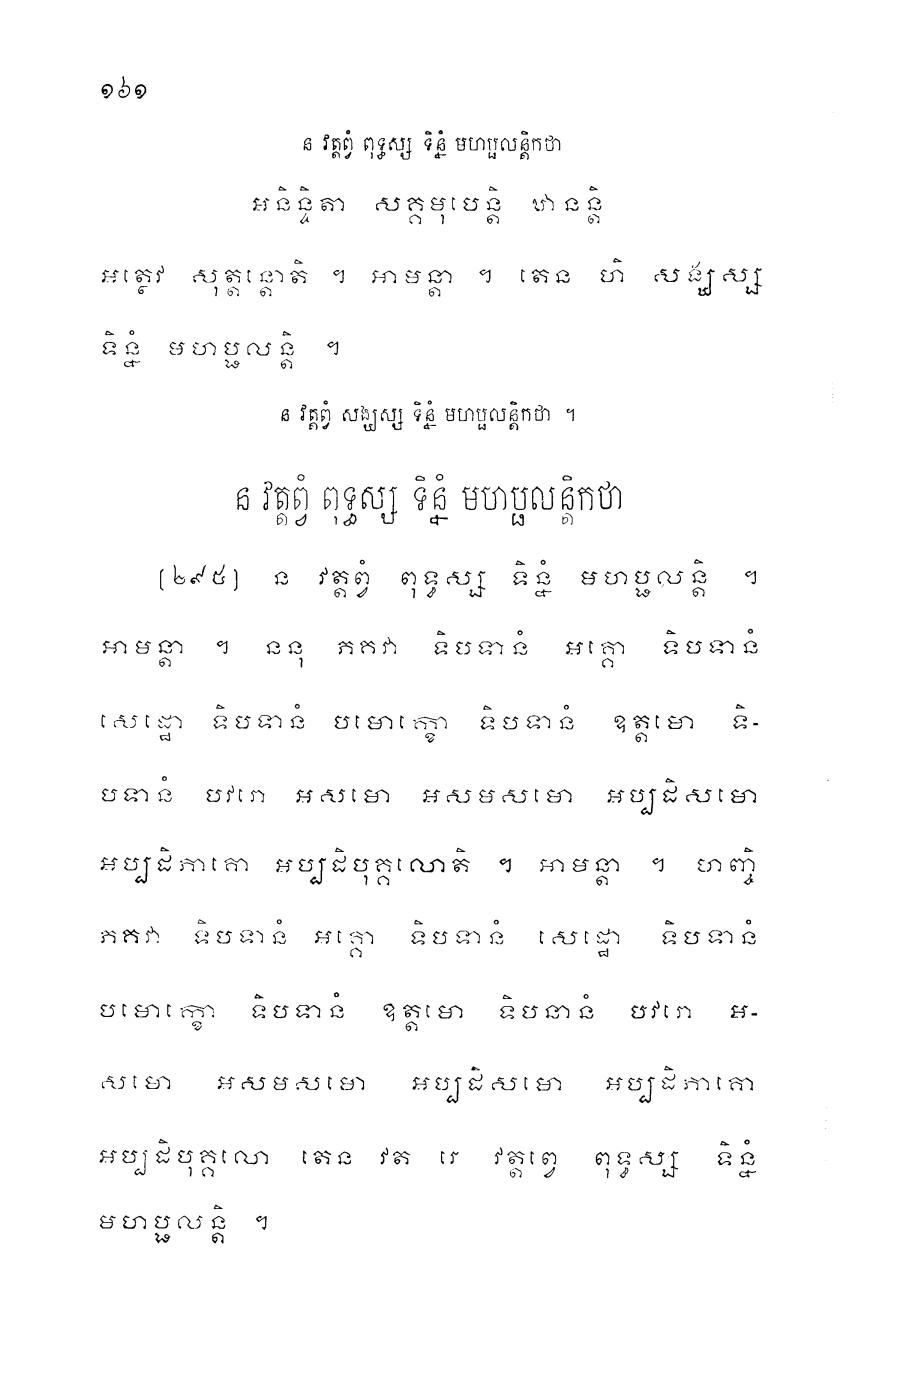 ១៦១
ន វត្តព្វំ ពុទ្ធស្ស ទិន្នំ មហប្ផលន្តិកថា
អនិន្ទិតា សគ្គមុបេន្តិ ឋានន្តិ
អត្ថេវ សុត្តន្តោតិ ។ អាមន្តា ។ តេន ហិ សង្ឃស្ស
ទិន្នំ មហប្ផលន្តិ ។
ន វត្តព្វំ សង្ឃស្ស ទិន្នំ មហប្ផលន្តិកថា ។
ន វត្តព្វំ ពុទ្ធស្ស ទិន្នំ មហប្ផលន្តិកថា
[២៩៥] ន វត្តព្វំ ពុទ្ធស្ស ទិន្នំ មហប្ផលន្តិ ។
អាមន្តា ។ ននុ ភគវា ទិបទានំ អគ្គោ ទិបទានំ
សេដ្ឋោ ទិបទានំ បមោក្ខោ ទិបទានំ ឧត្តមោ ទិ-
បទានំ បវរោ អសមោ អសមសមោ អប្បដិសមោ
អប្បដិភាគោ អប្បដិបុគ្គលោតិ ។ អាមន្តា ។ ហញ្ចិ
ភគវា ទិបទានំ អគ្គោ ទិបទានំ សេដ្ឋោ ទិបទានំ
បមោក្ខោ ទិបទានំ ឧត្តមោ ទិបទានំ បវរោ អ-
សមោ អសមសមោ អប្បដិសមោ អប្បដិភាគោ
អប្បដិបុគ្គលោ តេន វត រេ វត្តព្វេ ពុទ្ធស្ស ទិន្នំ
មហប្ផលន្តិ ។